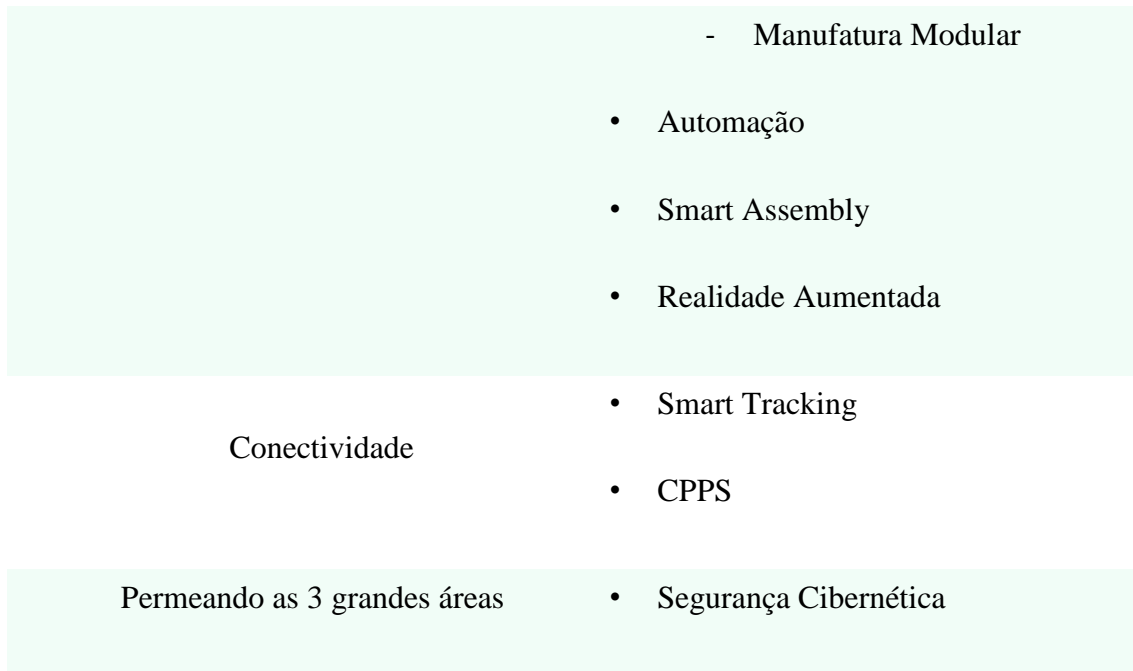 - Manufatura Modular
• Automação
• Smart Assembly
• Realidade Aumentada
Conectividade
• Smart Tracking
• CPPS
Permeando as 3 grandes áreas
• Segurança Cibernética